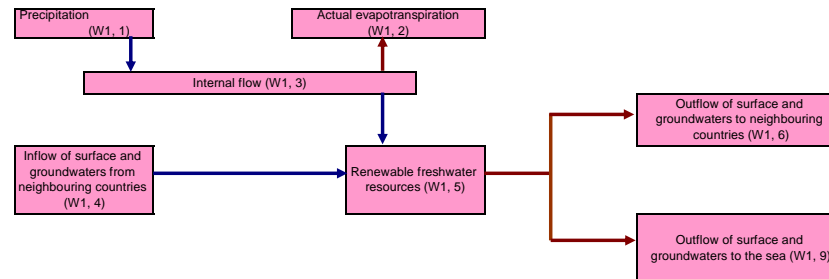 Precipitation
(W1, 1)
Actual evapotranspiration
(W1, 2)
Internal flow (W1, 3)
Outflow of surface and
groundwaters to neighbouring
countries (W1, 6)
Inflow of surface and
groundwaters from
neighbouring countries
(W1, 4)
Renewable freshwater
resources (W1, 5)
Outflow of surface and
groundwaters to the sea (W1, 9)